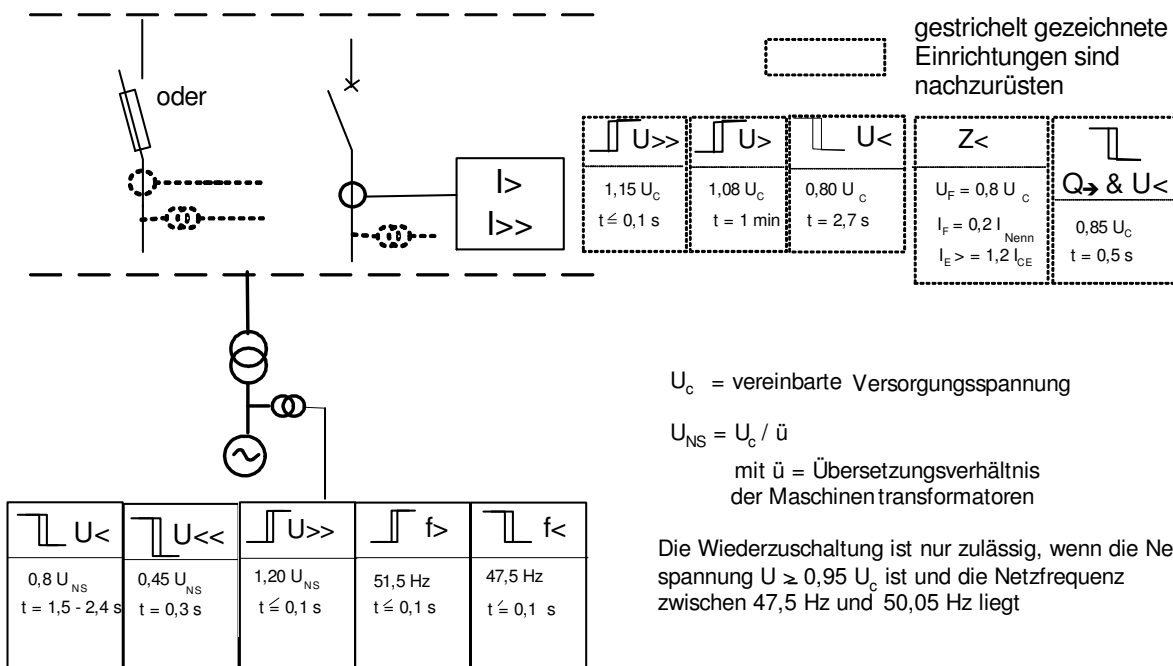 gestrichelt gezeichnete
Einrichtungen sind
nachzurüsten
oder
I>
I>>
U>>
1,15 U_C
t ≦ 0,1 s
U>
1,08 U_C
t = 1 min
U<
0,80 U_C
t = 2,7 s
Z<
U_F = 0,8 U_C
I_F = 0,2 I_Nenn
I_E > = 1,2 I_CE
Q→ & U<
0,85 U_C
t = 0,5 s
U_c = vereinbarte Versorgungsspannung
U_NS = U_c / ü
mit ü = Übersetzungsverhältnis
der Maschinentransformatoren
U<
0,8 U_NS
t = 1,5 - 2,4 s
U<<
0,45 U_NS
t = 0,3 s
U>>
1,20 U_NS
t ≦ 0,1 s
f>
51,5 Hz
t ≦ 0,1 s
f<
47,5 Hz
t ≦ 0,1 s
Die Wiederzuschaltung ist nur zulässig, wenn die Ne
spannung U ≥ 0,95 U_c ist und die Netzfrequenz
zwischen 47,5 Hz und 50,05 Hz liegt